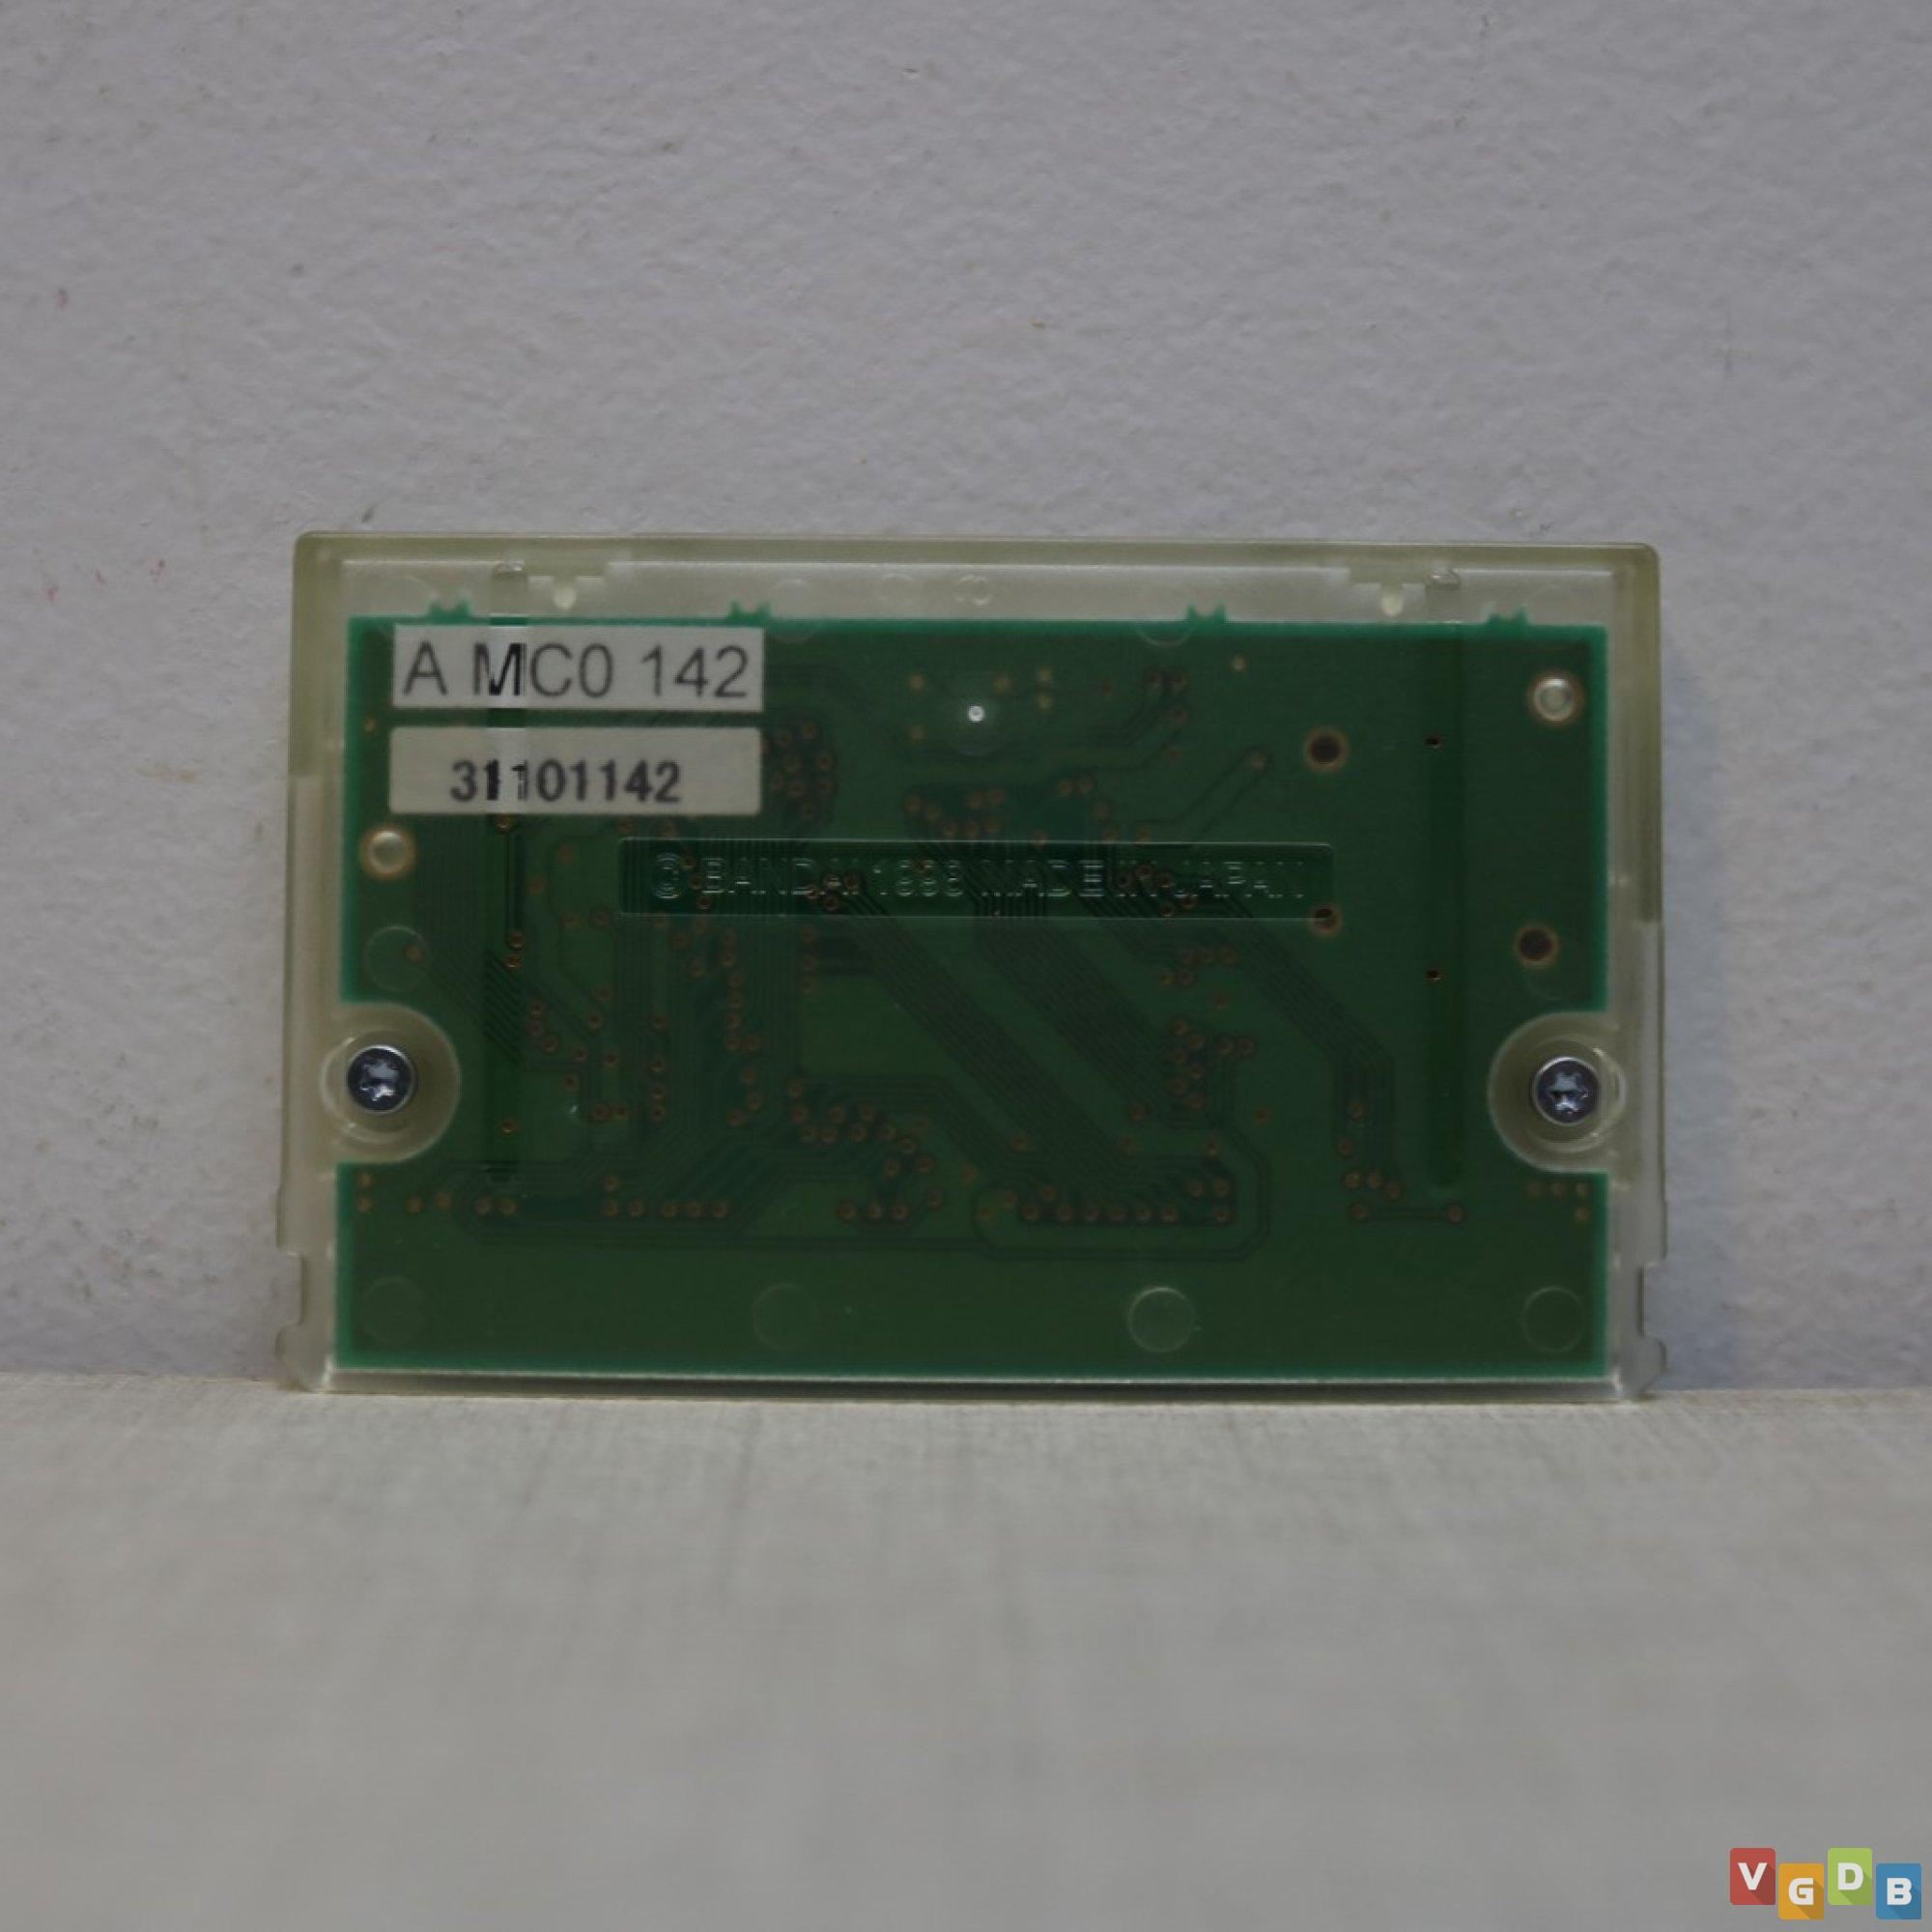 A MC0 142
31101142
© BANDAI 1998 MADE IN JAPAN
VGDB